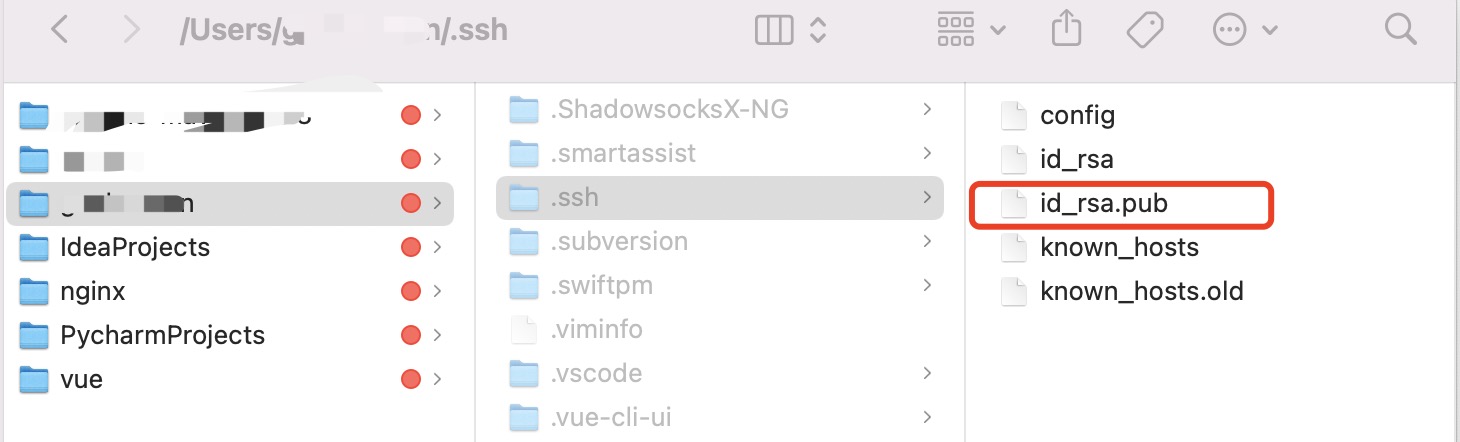 /.ssh
IdeaProjects
nginx
PycharmProjects
vue
.ShadowsocksX-NG
.smartassist
.ssh
.subversion
.swiftpm
.viminfo
.vscode
.vue-cli-ui
config
id_rsa
id_rsa.pub
known_hosts
known_hosts.old